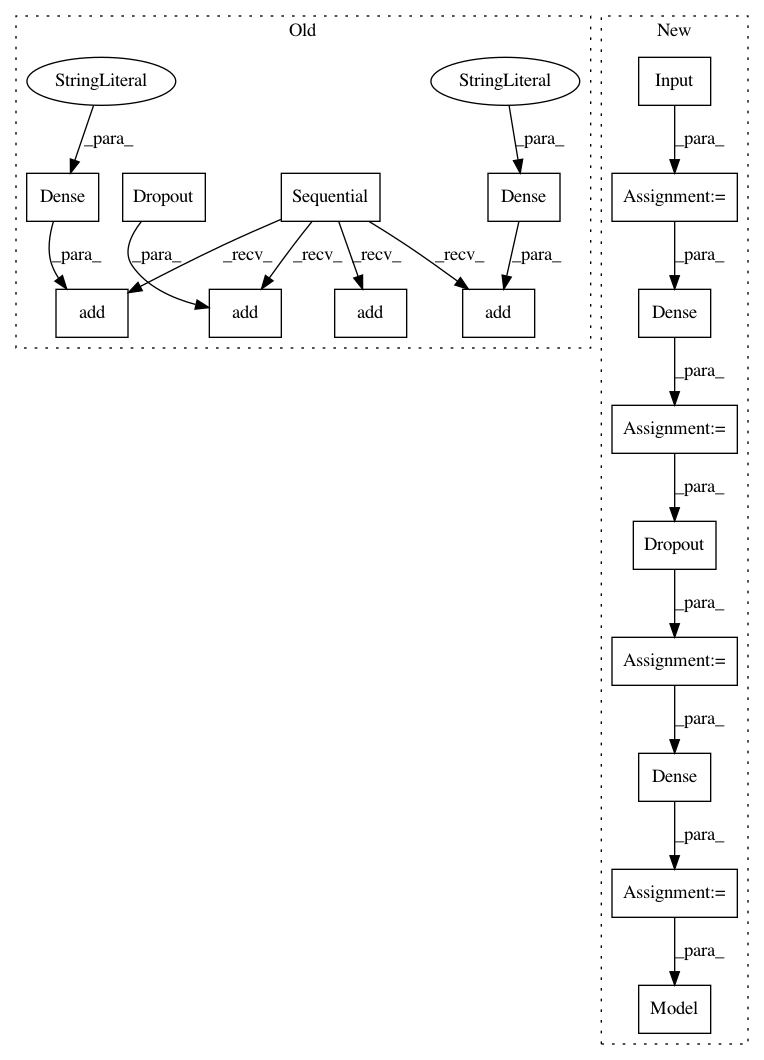 Old
New
StringLiteral
StringLiteral
Input
_para_
_para_
_para_
Dense
Dropout
Sequential
Dense
Assignment:=
_para_
_para_
_recv_
_recv_
_recv_
_recv_
_para_
_para_
add
add
add
add
Dense
_para_
Assignment:=
_para_
Dropout
_para_
Assignment:=
_para_
Dense
_para_
Assignment:=
_para_
Model